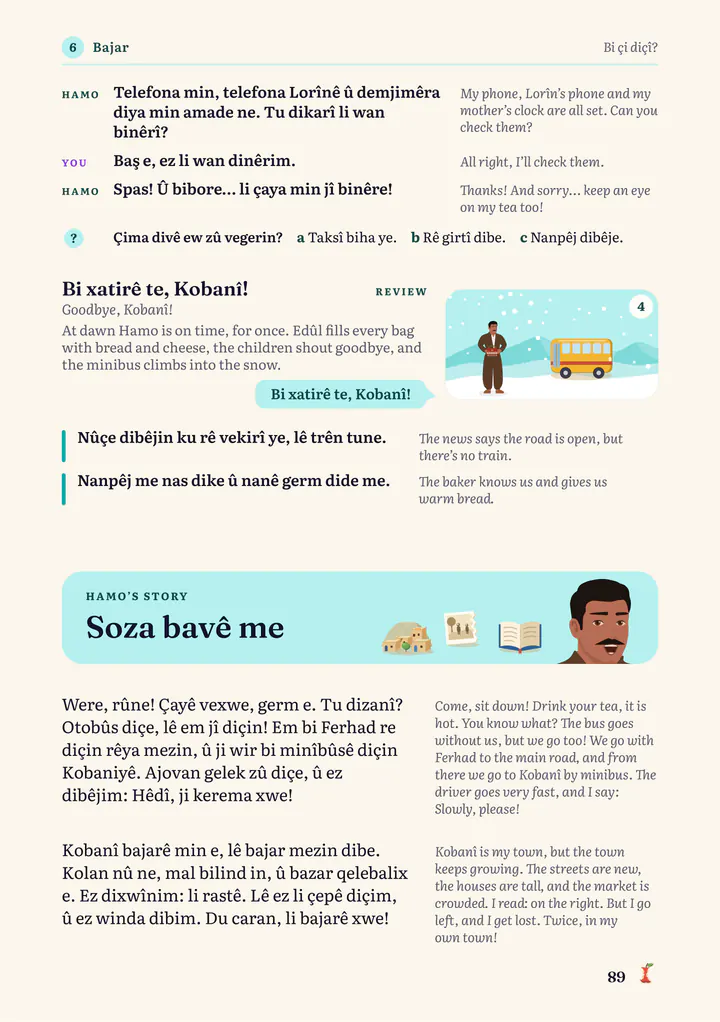 6 Bajar
Bi çi diçî?
HAMO
Telefona min, telefona Lorînê û demjimêra
diya min amade ne. Tu dikarî li wan
binêrî?
My phone, Lorîn’s phone and my
mother’s clock are all set. Can you
check them?
YOU
Baş e, ez li wan dinêrim.
All right, I’ll check them.
HAMO
Spas! Û bibore… li çaya min jî binêre!
Thanks! And sorry… keep an eye
on my tea too!
? Çima divê ew zû vegerin? a Taksî biha ye. b Rê girtî dibe. c Nanpêj dibêje.
Bi xatirê te, Kobanî!
REVIEW
Goodbye, Kobanî!
At dawn Hamo is on time, for once. Edûl fills every bag
with bread and cheese, the children shout goodbye, and
the minibus climbs into the snow.
Bi xatirê te, Kobanî!
4
Nûçe dibêjin ku rê vekirî ye, lê trên tune.
The news says the road is open, but
there’s no train.
Nanpêj me nas dike û nanê germ dide me.
The baker knows us and gives us
warm bread.
HAMO’S STORY
Soza bavê me
Were, rûne! Çayê vexwe, germ e. Tu dizanî?
Otobûs diçe, lê em jî diçin! Em bi Ferhad re
diçin rêya mezin, û ji wir bi minîbûsê diçin
Kobaniyê. Ajovan gelek zû diçe, û ez
dibêjim: Hêdî, ji kerema xwe!
Come, sit down! Drink your tea, it is
hot. You know what? The bus goes
without us, but we go too! We go with
Ferhad to the main road, and from
there we go to Kobanî by minibus. The
driver goes very fast, and I say:
Slowly, please!
Kobanî bajarê min e, lê bajar mezin dibe.
Kolan nû ne, mal bilind in, û bazar qelebalix
e. Ez dixwînim: li rastê. Lê ez li çepê diçim,
û ez winda dibim. Du caran, li bajarê xwe!
Kobanî is my town, but the town
keeps growing. The streets are new,
the houses are tall, and the market is
crowded. I read: on the right. But I go
left, and I get lost. Twice, in my
own town!
89